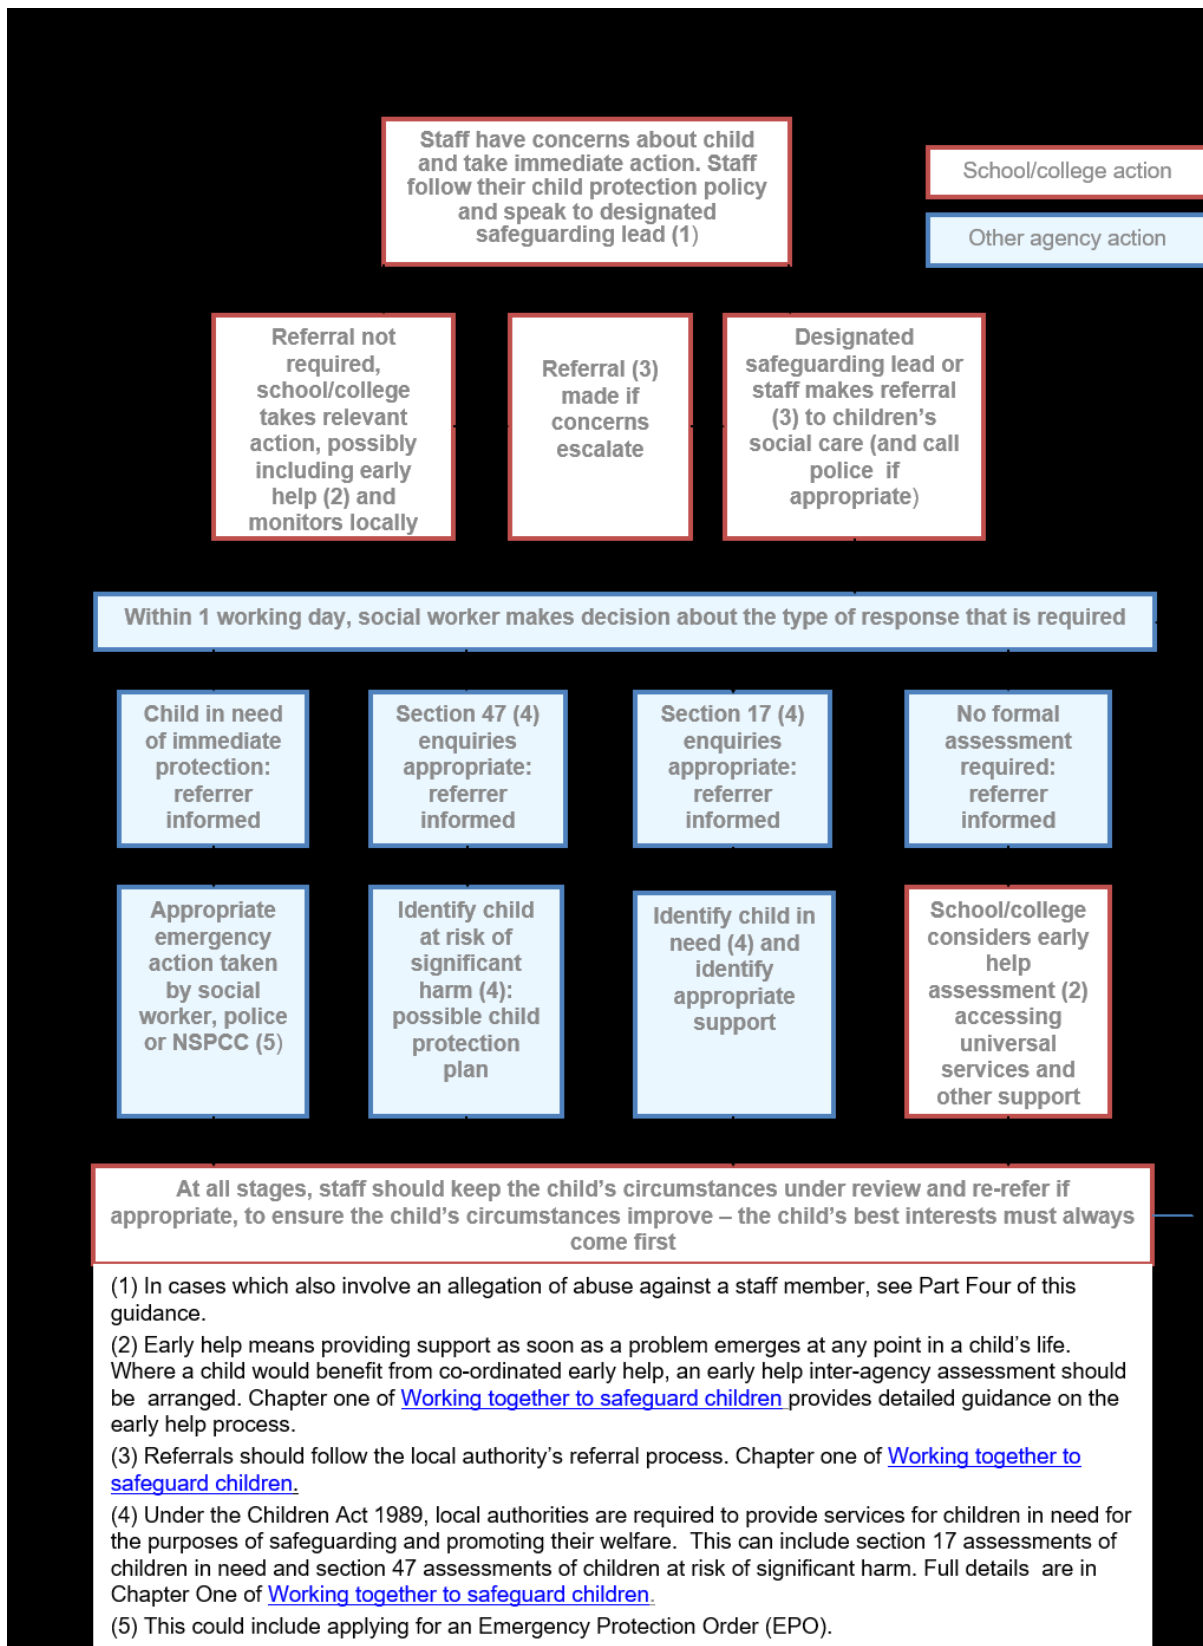 Staff have concerns about child
and take immediate action. Staff
follow their child protection policy
and speak to designated
safeguarding lead (1)
School/college action
Other agency action
Referral not
required,
school/college
takes relevant
action, possibly
including early
help (2) and
monitors locally
Referral (3)
made if
concerns
escalate
Designated
safeguarding lead or
staff makes referral
(3) to children’s
social care (and call
police  if
appropriate)
Within 1 working day, social worker makes decision about the type of response that is required
Child in need
of immediate
protection:
referrer
informed
Section 47 (4)
enquiries
appropriate:
referrer
informed
Section 17 (4)
enquiries
appropriate:
referrer
informed
No formal
assessment
required:
referrer
informed
Appropriate
emergency
action taken
by social
worker, police
or NSPCC (5)
Identify child
at risk of
significant
harm (4):
possible child
protection
plan
Identify child in
need (4) and
identify
appropriate
support
School/college
considers early
help
assessment (2)
accessing
universal
services and
other support
At all stages, staff should keep the child’s circumstances under review and re-refer if
appropriate, to ensure the child’s circumstances improve – the child’s best interests must always
come first
(1) In cases which also involve an allegation of abuse against a staff member, see Part Four of this
guidance.
(2) Early help means providing support as soon as a problem emerges at any point in a child’s life.
Where a child would benefit from co-ordinated early help, an early help inter-agency assessment should
be  arranged. Chapter one of Working together to safeguard children provides detailed guidance on the
early help process.
(3) Referrals should follow the local authority’s referral process. Chapter one of Working together to
safeguard children.
(4) Under the Children Act 1989, local authorities are required to provide services for children in need for
the purposes of safeguarding and promoting their welfare.  This can include section 17 assessments of
children in need and section 47 assessments of children at risk of significant harm. Full details  are in
Chapter One of Working together to safeguard children.
(5) This could include applying for an Emergency Protection Order (EPO).